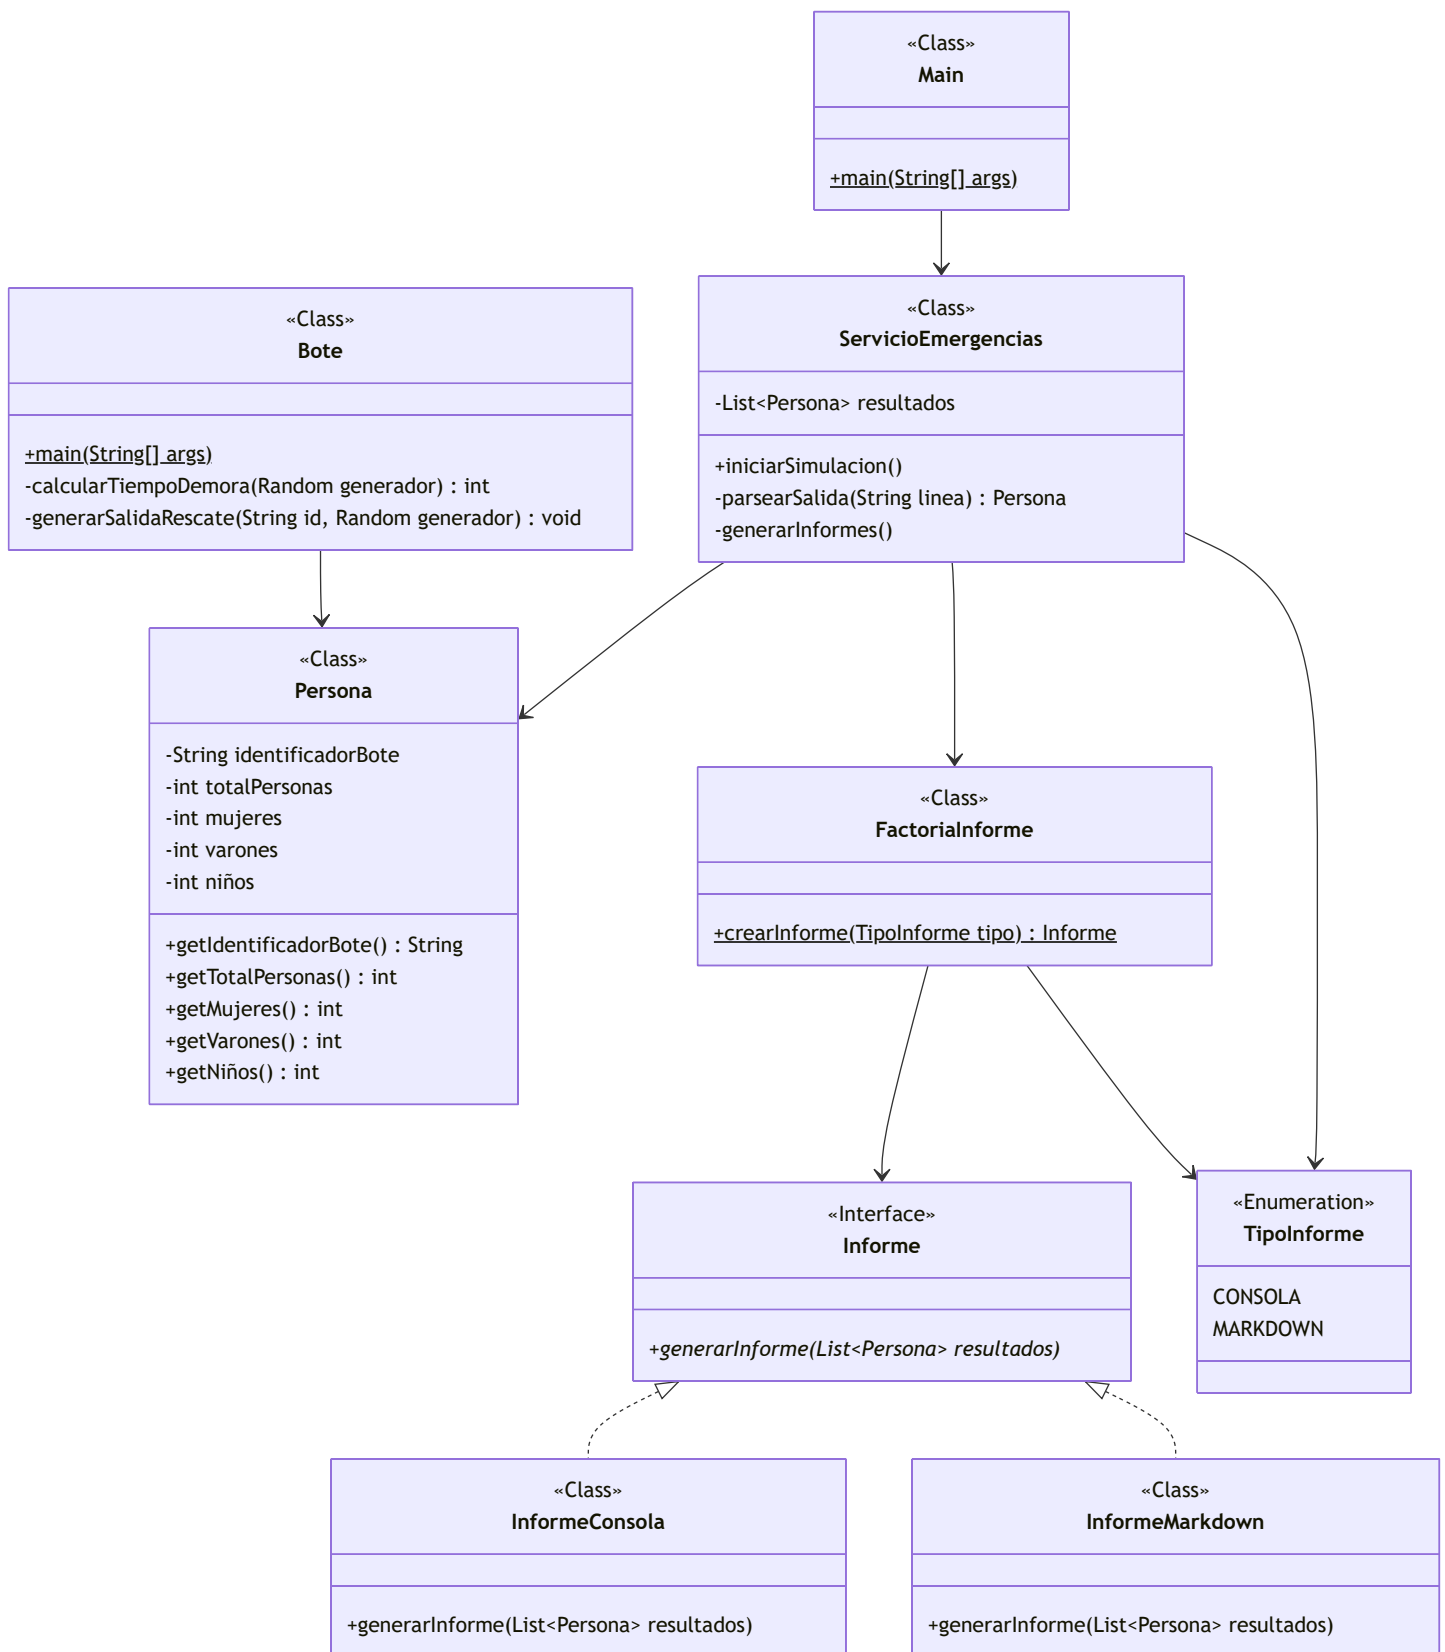 «Class»
Main
+main(String[] args)
«Class»
Bote
+main(String[] args)
-calcularTiempoDemora(Random generador) : int
-generarSalidaRescate(String id, Random generador) : void
«Class»
ServicioEmergencias
-List<Persona> resultados
+iniciarSimulacion()
-parsearSalida(String linea) : Persona
-generarInformes()
«Class»
Persona
-String identificadorBote
-int totalPersonas
-int mujeres
-int varones
-int niños
+getIdentificadorBote() : String
+getTotalPersonas() : int
+getMujeres() : int
+getVarones() : int
+getNiños() : int
«Class»
FactoriaInforme
+crearInforme(TipoInforme tipo) : Informe
«Interface»
Informe
+generarInforme(List<Persona> resultados)
«Enumeration»
TipoInforme
CONSOLA
MARKDOWN
«Class»
InformeConsola
+generarInforme(List<Persona> resultados)
«Class»
InformeMarkdown
+generarInforme(List<Persona> resultados)